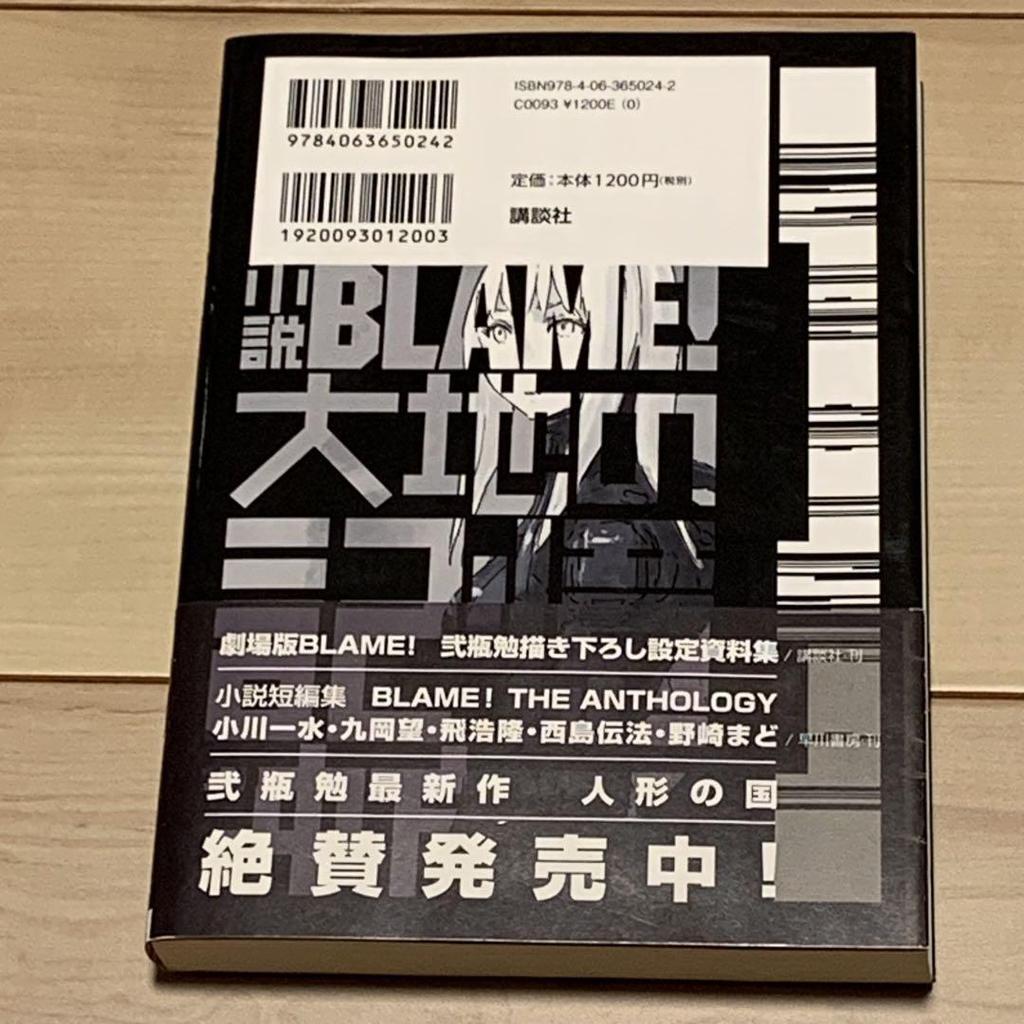 ISBN978-4-06-365024-2
C0093 ¥1200E (0)
9784063650242
定価:本体1200円(税別)
講談社
1920093012003
小説BLAME!
大地の
劇場版BLAME! 弐瓶勉描き下ろし設定資料集/講談社・刊
小説短編集 BLAME! THE ANTHOLOGY
小川一水・九岡望・飛浩隆・西島伝法・野崎まど/早川書房・刊
弐瓶勉最新作 人形の国
絶賛発売中!